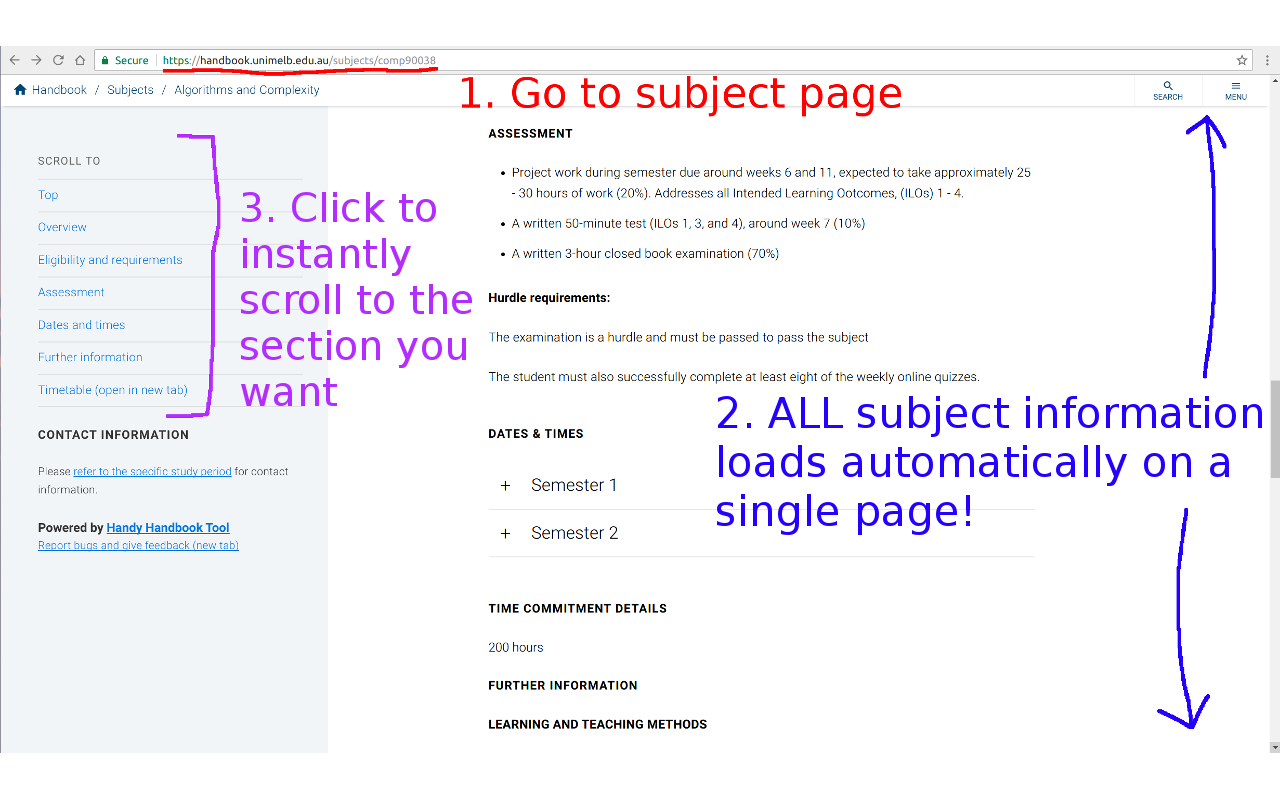 Secure https://handbook.unimelb.edu.au/subjects/comp90038
Handbook / Subjects / Algorithms and Complexity
SEARCH
MENU
1. Go to subject page
SCROLL TO
Top
Overview
Eligibility and requirements
Assessment
Dates and times
Further information
Timetable (open in new tab)
3. Click to
instantly
scroll to the
section you
want
CONTACT INFORMATION
Please refer to the specific study period for contact
information.
Powered by Handy Handbook Tool
Report bugs and give feedback (new tab)
ASSESSMENT
• Project work during semester due around weeks 6 and 11, expected to take approximately 25
- 30 hours of work (20%). Addresses all Intended Learning Ootcomes, (ILOs) 1 - 4.
• A written 50-minute test (ILOs 1, 3, and 4), around week 7 (10%)
• A written 3-hour closed book examination (70%)
Hurdle requirements:
The examination is a hurdle and must be passed to pass the subject
The student must also successfully complete at least eight of the weekly online quizzes.
2. ALL subject information
loads automatically on a
single page!
DATES & TIMES
+ Semester 1
+ Semester 2
TIME COMMITMENT DETAILS
200 hours
FURTHER INFORMATION
LEARNING AND TEACHING METHODS